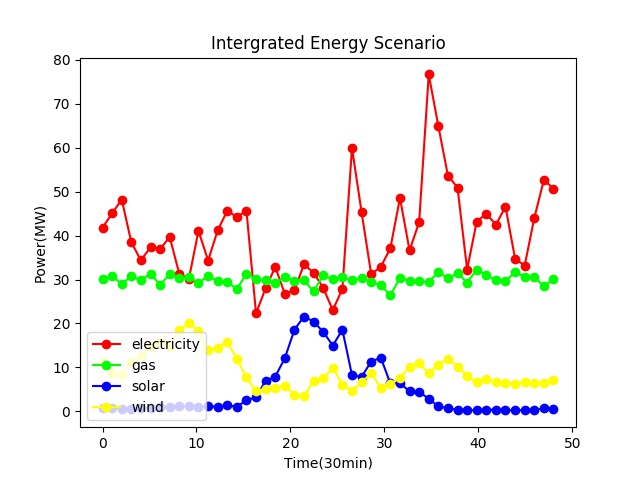 Intergrated Energy Scenario
80
70
60
50
40
30
20
10
0
Power(MW)
electricity
gas
solar
wind
0 10 20 30 40 50
Time(30min)